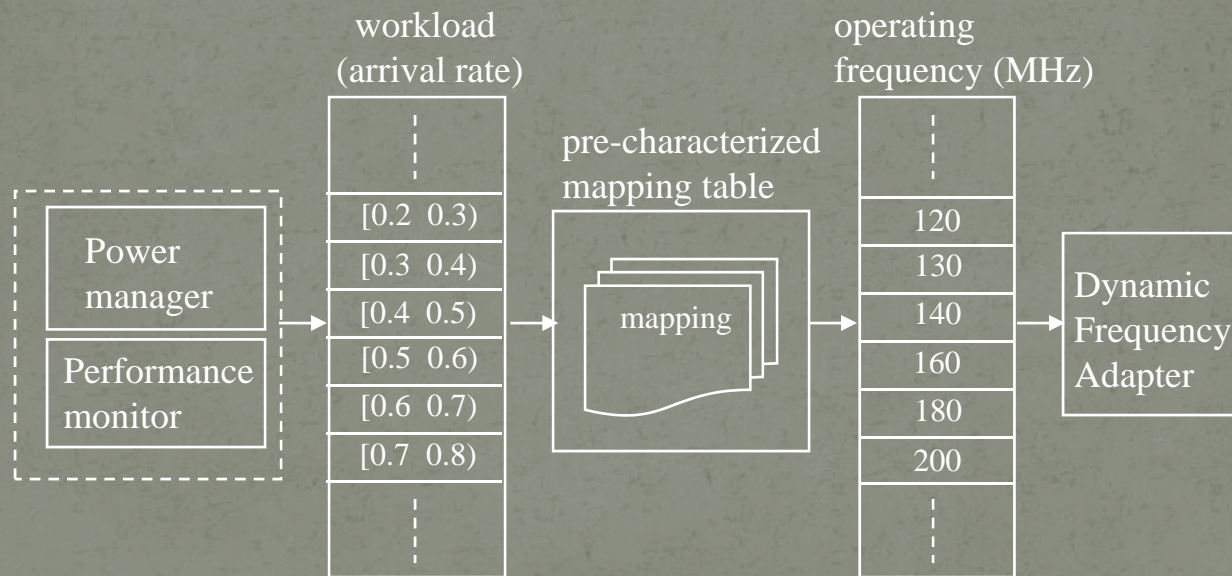 workload
(arrival rate)
operating
frequency (MHz)
pre-characterized
mapping table
Power
manager
Performance
monitor
[0.2 0.3)
[0.3 0.4)
[0.4 0.5)
[0.5 0.6)
[0.6 0.7)
[0.7 0.8)
mapping
120
130
140
160
180
200
Dynamic
Frequency
Adapter